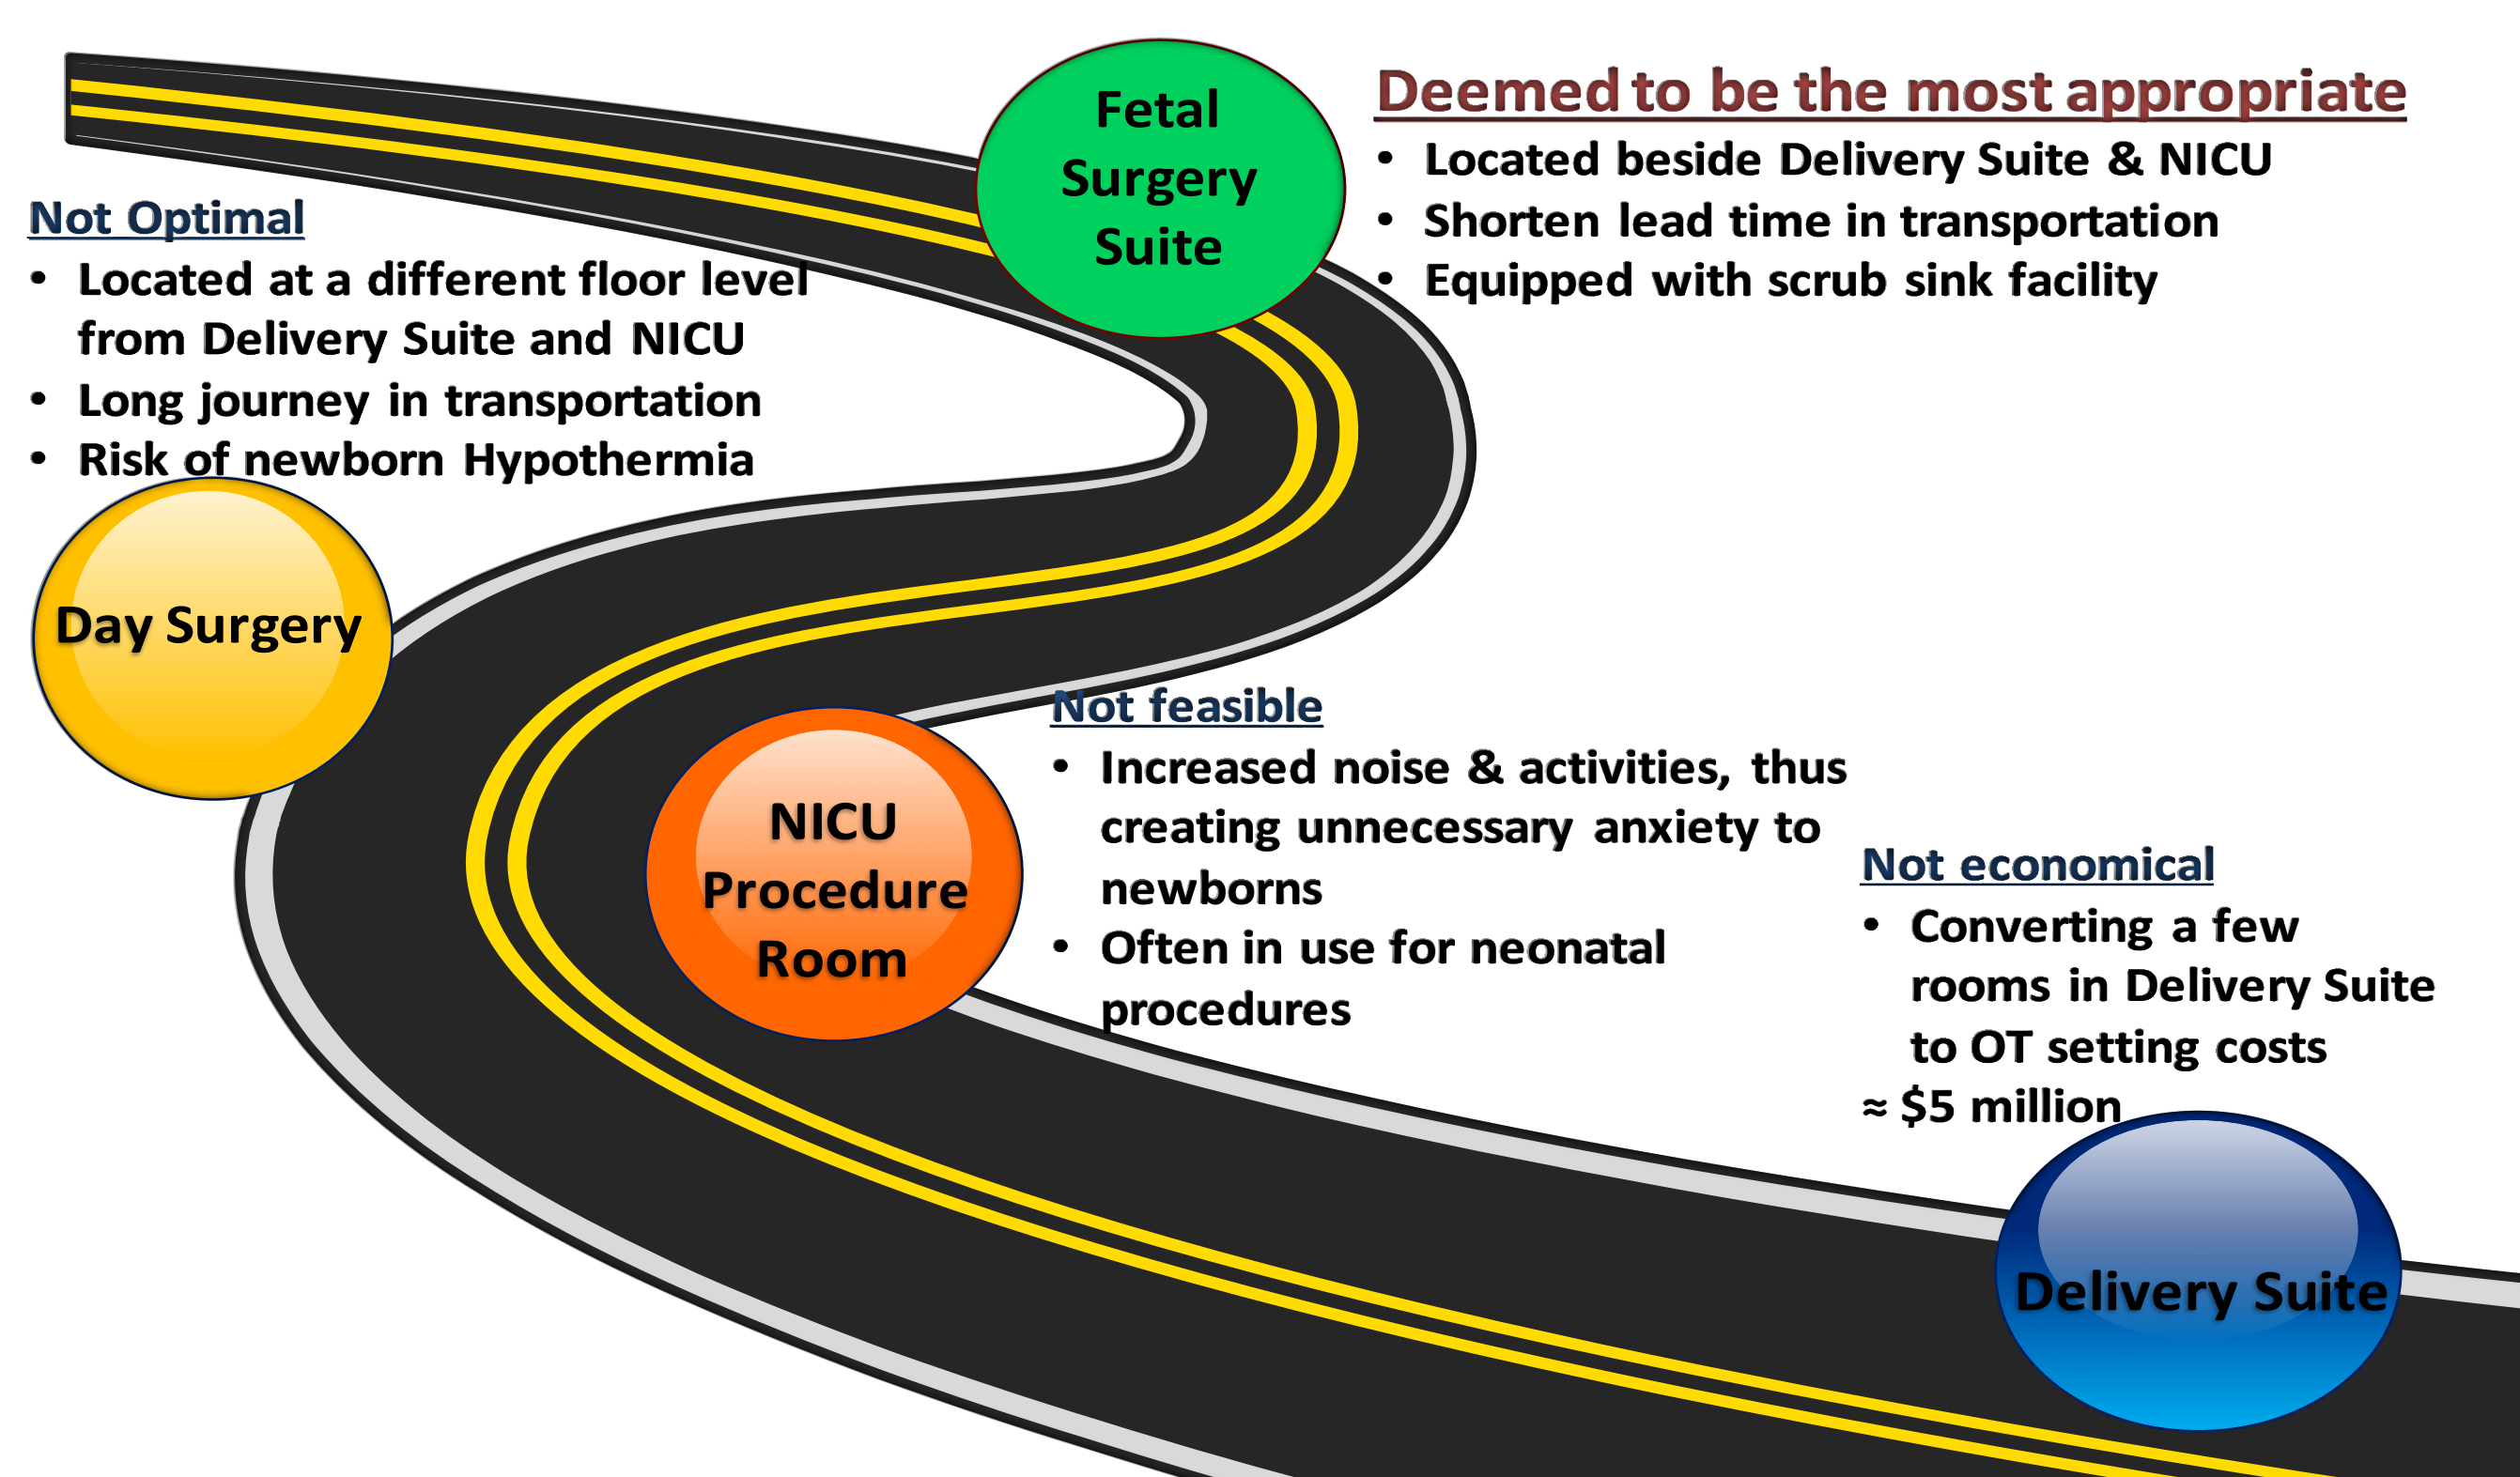 Fetal
Surgery
Suite
Deemed to be the most appropriate
• Located beside Delivery Suite & NICU
• Shorten lead time in transportation
• Equipped with scrub sink facility
Not Optimal
• Located at a different floor level
from Delivery Suite and NICU
• Long journey in transportation
• Risk of newborn Hypothermia
Day Surgery
NICU
Procedure
Room
Not feasible
• Increased noise & activities, thus
creating unnecessary anxiety to
newborns
• Often in use for neonatal
procedures
Not economical
• Converting a few
rooms in Delivery Suite
to OT setting costs
≈ $5 million
Delivery Suite